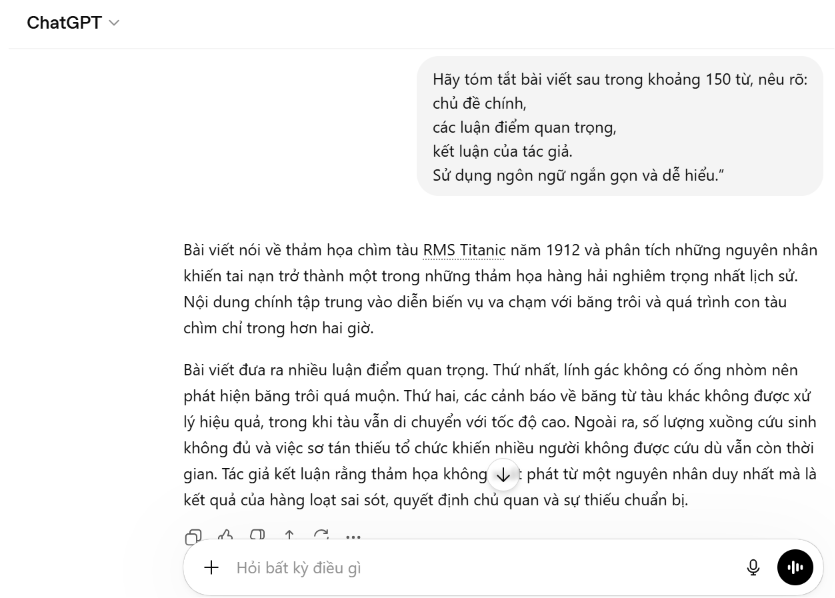 ChatGPT
Hãy tóm tắt bài viết sau trong khoảng 150 từ, nêu rõ:
chủ đề chính,
các luận điểm quan trọng,
kết luận của tác giả.
Sử dụng ngôn ngữ ngắn gọn và dễ hiểu.”
Bài viết nói về thảm họa chìm tàu RMS Titanic năm 1912 và phân tích những nguyên nhân
khiến tai nạn trở thành một trong những thảm họa hàng hải nghiêm trọng nhất lịch sử.
Nội dung chính tập trung vào diễn biến vụ va chạm với băng trôi và quá trình con tàu
chìm chỉ trong hơn hai giờ.
Bài viết đưa ra nhiều luận điểm quan trọng. Thứ nhất, lính gác không có ống nhòm nên
phát hiện băng trôi quá muộn. Thứ hai, các cảnh báo về băng từ tàu khác không được xử
lý hiệu quả, trong khi tàu vẫn di chuyển với tốc độ cao. Ngoài ra, số lượng xuồng cứu sinh
không đủ và việc sơ tán thiếu tổ chức khiến nhiều người không được cứu dù vẫn còn thời
gian. Tác giả kết luận rằng thảm họa không phát từ một nguyên nhân duy nhất mà là
kết quả của hàng loạt sai sót, quyết định chủ quan và sự thiếu chuẩn bị.
Hỏi bất kỳ điều gì